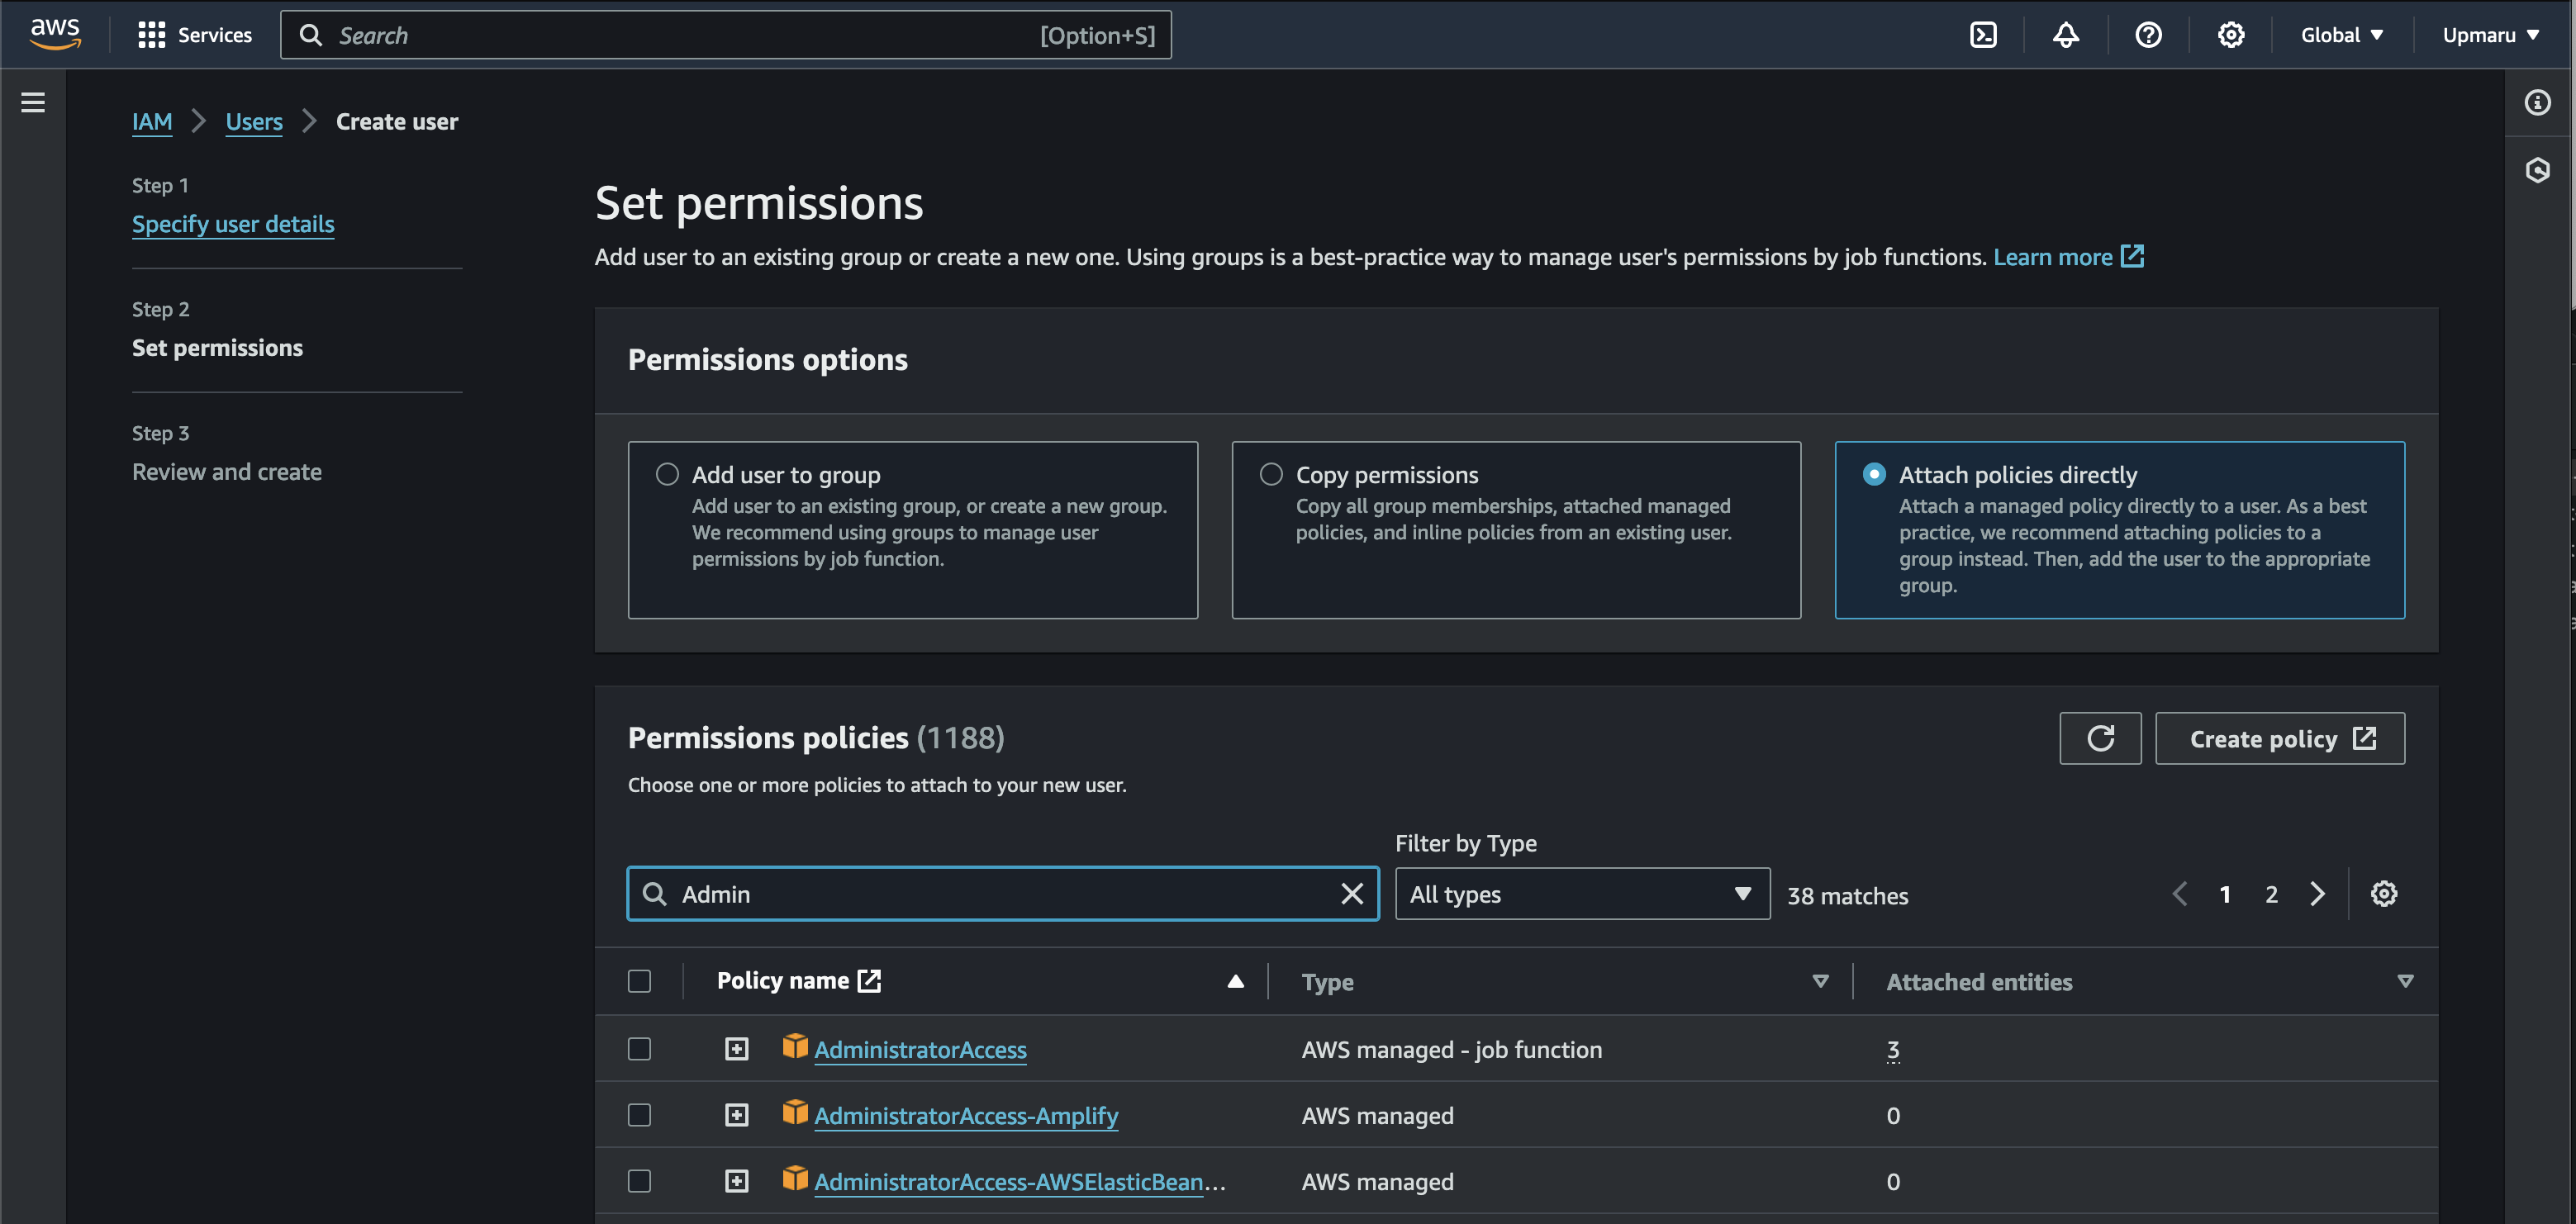 aws
Services
Search
[Option+S]
Global
Upmaru
IAM
Users
Create user
Step 1
Specify user details
Step 2
Set permissions
Step 3
Review and create
Set permissions
Add user to an existing group or create a new one. Using groups is a best-practice way to manage user's permissions by job functions. Learn more
Permissions options
Add user to group
Add user to an existing group, or create a new group.
We recommend using groups to manage user
permissions by job function.
Copy permissions
Copy all group memberships, attached managed
policies, and inline policies from an existing user.
Attach policies directly
Attach a managed policy directly to a user. As a best
practice, we recommend attaching policies to a
group instead. Then, add the user to the appropriate
group.
Permissions policies (1188)
Create policy
Choose one or more policies to attach to your new user.
Filter by Type
Admin
All types
38 matches
1
2
Policy name
Type
Attached entities
AdministratorAccess
AWS managed - job function
3
AdministratorAccess-Amplify
AWS managed
0
AdministratorAccess-AWSElasticBean...
AWS managed
0